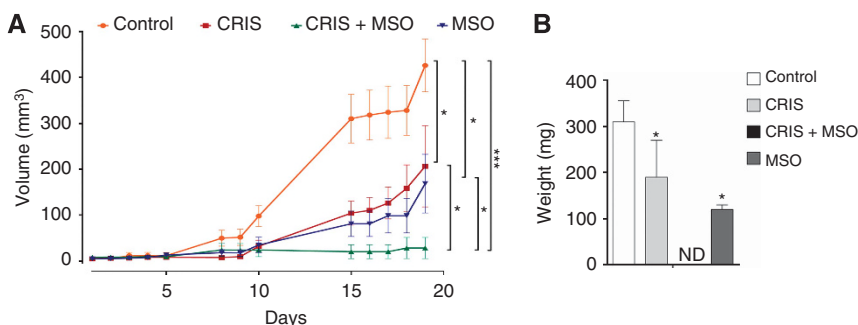 A
Control CRIS CRIS + MSO MSO
500
400
300
200
100
0
Volume (mm³)
5 10 15 20
Days
*
*
***
*
*
B
Control
CRIS
CRIS + MSO
MSO
400
300
200
100
0
Weight (mg)
*
ND
*